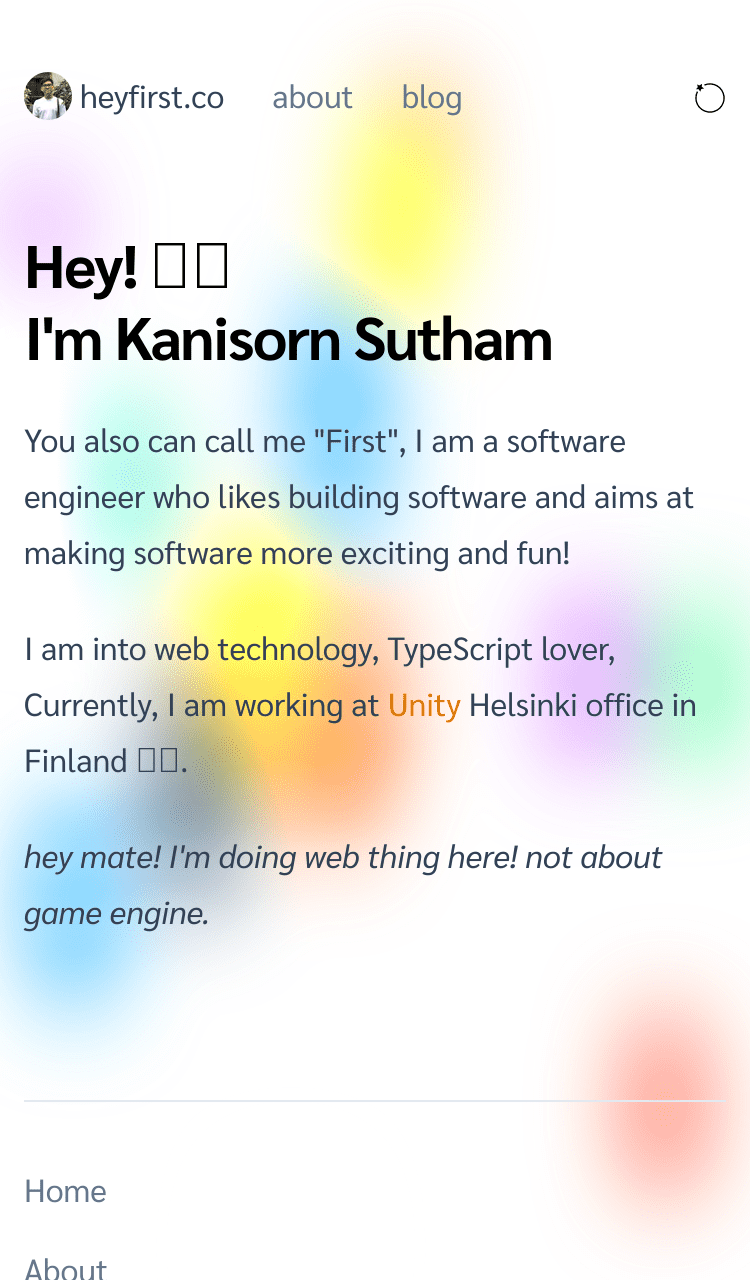 heyfirst.co about blog
Hey! 
I'm Kanisorn Sutham
You also can call me "First", I am a software
engineer who likes building software and aims at
making software more exciting and fun!
I am into web technology, TypeScript lover,
Currently, I am working at Unity Helsinki office in
Finland .
hey mate! I'm doing web thing here! not about
game engine.
Home
About